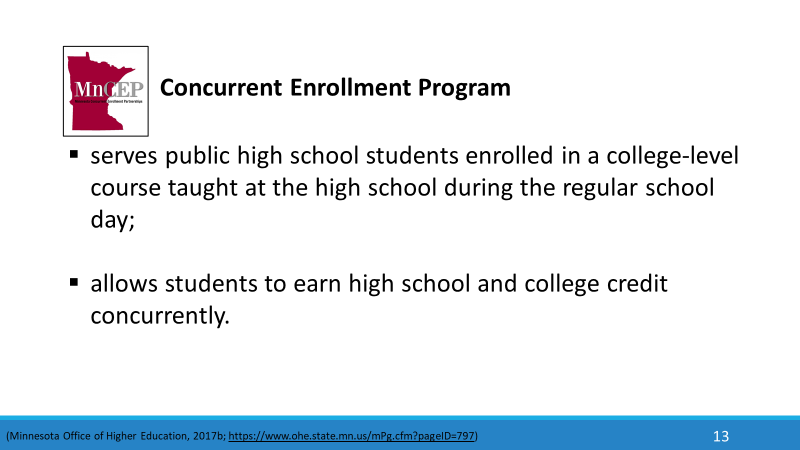 MnCEP
Concurrent Enrollment Program
▪ serves public high school students enrolled in a college-level
course taught at the high school during the regular school
day;
▪ allows students to earn high school and college credit
concurrently.
(Minnesota Office of Higher Education, 2017b; https://www.ohe.state.mn.us/mPg.cfm?pageID=797)
13